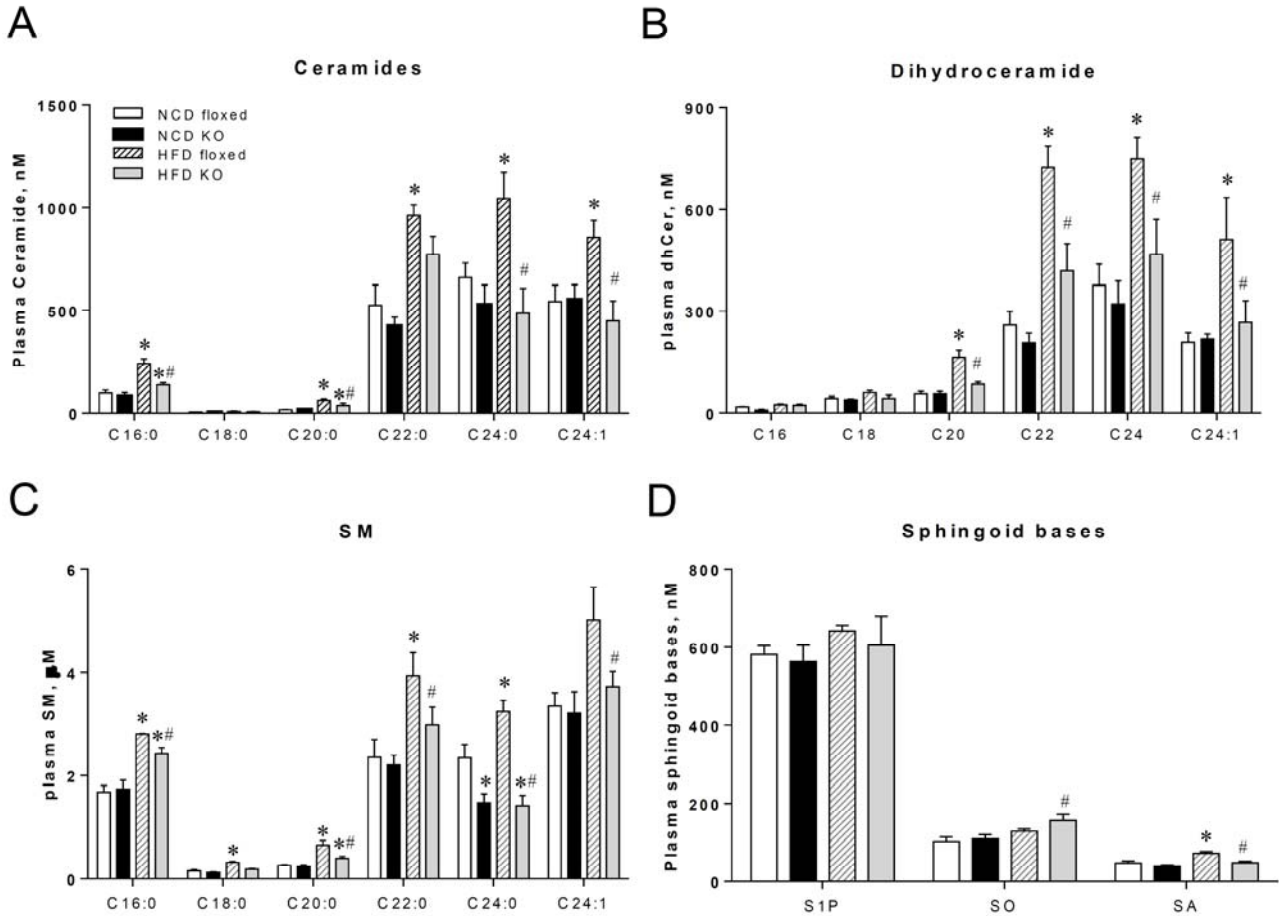 A
Ceramides
Plasma Ceramide, nM
1500
1000
500
0
NCD floxed
NCD KO
HFD floxed
HFD KO
* *# * *# * * # * #
C16:0 C18:0 C20:0 C22:0 C24:0 C24:1
B
Dihydroceramide
plasma dhCer, nM
900
600
300
0
* # * # * # * #
C16 C18 C20 C22 C24 C24:1
C
SM
plasma SM, μM
6
4
2
0
* *# * * *# * # * * *# #
C16:0 C18:0 C20:0 C22:0 C24:0 C24:1
D
Sphingoid bases
Plasma sphingoid bases, nM
800
600
400
200
0
# * #
S1P SO SA